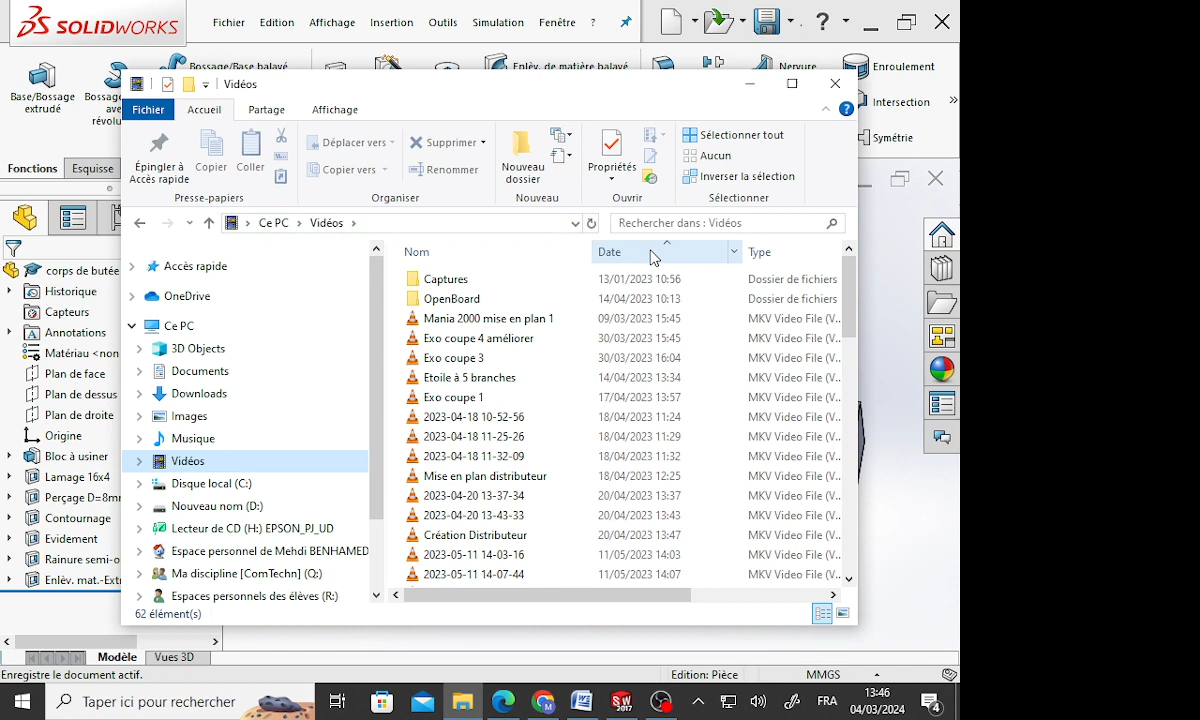 SOLIDWORKS
Fichier Edition Affichage Insertion Outils Simulation Fenêtre ?
Base/Bossage extrudé
Bossage/Base balayé
Enlèv. de matière balayé
Nervure
Enroulement
Intersection
Symétrie
Fonctions Esquisse
Vidéos
Fichier Accueil Partage Affichage
Épingler à Accès rapide
Copier
Coller
Déplacer vers
Copier vers
Supprimer
Renommer
Nouveau dossier
Propriétés
Sélectionner tout
Aucun
Inverser la sélection
Presse-papiers Organiser Nouveau Ouvrir Sélectionner
Ce PC > Vidéos >
Rechercher dans : Vidéos
Nom Date Type
corps de butée
Historique
Capteurs
Annotations
Matériau <non
Plan de face
Plan de dessus
Plan de droite
Origine
Bloc à usiner
Lamage 16x4
Perçage D=8m
Contournage
Evidement
Rainure semi-o
Enlèv. mat.-Ext
Accès rapide
OneDrive
Ce PC
3D Objects
Documents
Downloads
Images
Musique
Vidéos
Disque local (C:)
Nouveau nom (D:)
Lecteur de CD (H:) EPSON_PJ_UD
Espace personnel de Mehdi BENHAMED
Ma discipline [ComTechn] (Q:)
Espaces personnels des élèves (R:)
Captures 13/01/2023 10:56 Dossier de fichiers
OpenBoard 14/04/2023 10:13 Dossier de fichiers
Mania 2000 mise en plan 1 09/03/2023 15:45 MKV Video File (V...
Exo coupe 4 améliorer 30/03/2023 15:45 MKV Video File (V...
Exo coupe 3 30/03/2023 16:04 MKV Video File (V...
Etoile à 5 branches 14/04/2023 13:34 MKV Video File (V...
Exo coupe 1 17/04/2023 13:57 MKV Video File (V...
2023-04-18 10-52-56 18/04/2023 11:24 MKV Video File (V...
2023-04-18 11-25-26 18/04/2023 11:29 MKV Video File (V...
2023-04-18 11-32-09 18/04/2023 11:32 MKV Video File (V...
Mise en plan distributeur 18/04/2023 12:25 MKV Video File (V...
2023-04-20 13-37-34 20/04/2023 13:37 MKV Video File (V...
2023-04-20 13-43-33 20/04/2023 13:43 MKV Video File (V...
Création Distributeur 20/04/2023 13:47 MKV Video File (V...
2023-05-11 14-03-16 11/05/2023 14:03 MKV Video File (V...
2023-05-11 14-07-44 11/05/2023 14:07 MKV Video File (V...
62 élément(s)
Modèle Vues 3D
Enregistre le document actif. Edition: Pièce MMGS
Taper ici pour rechercher
FRA
13:46
04/03/2024
4